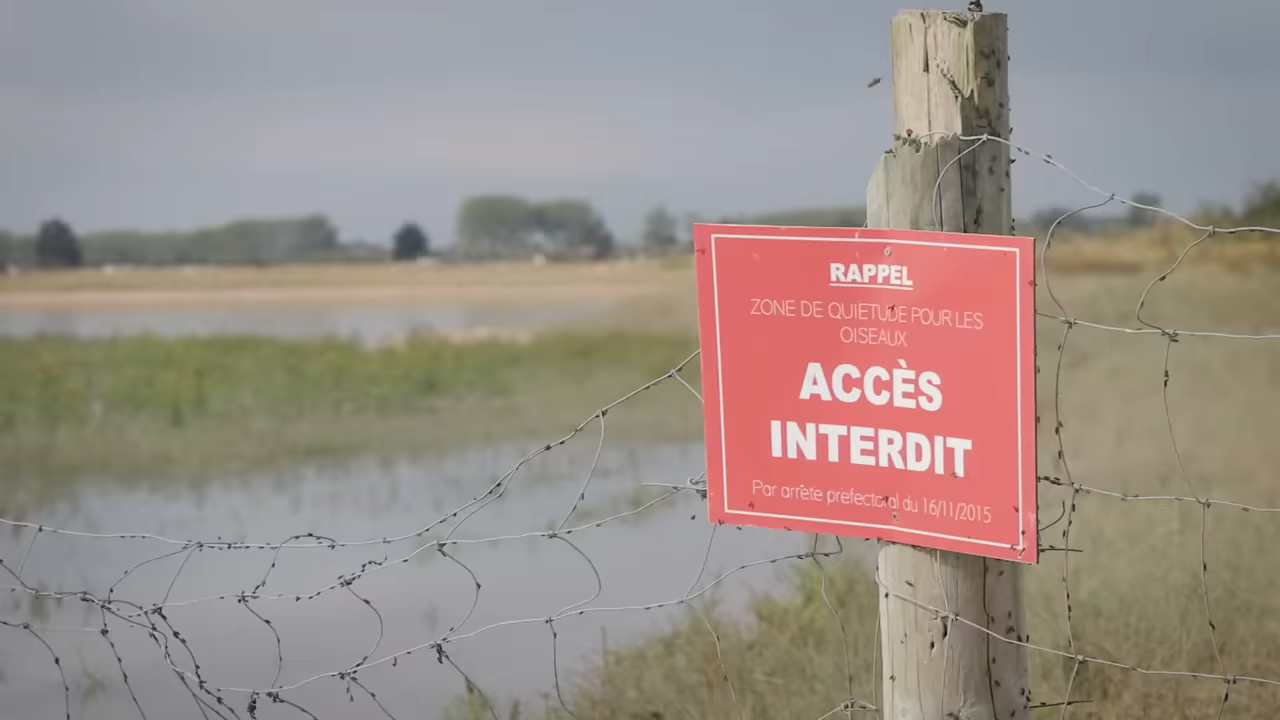 RAPPEL
ZONE DE QUIETUDE POUR LES
OISEAUX
ACCÈS
INTERDIT
Par arrête prefectoral du 16/11/2015